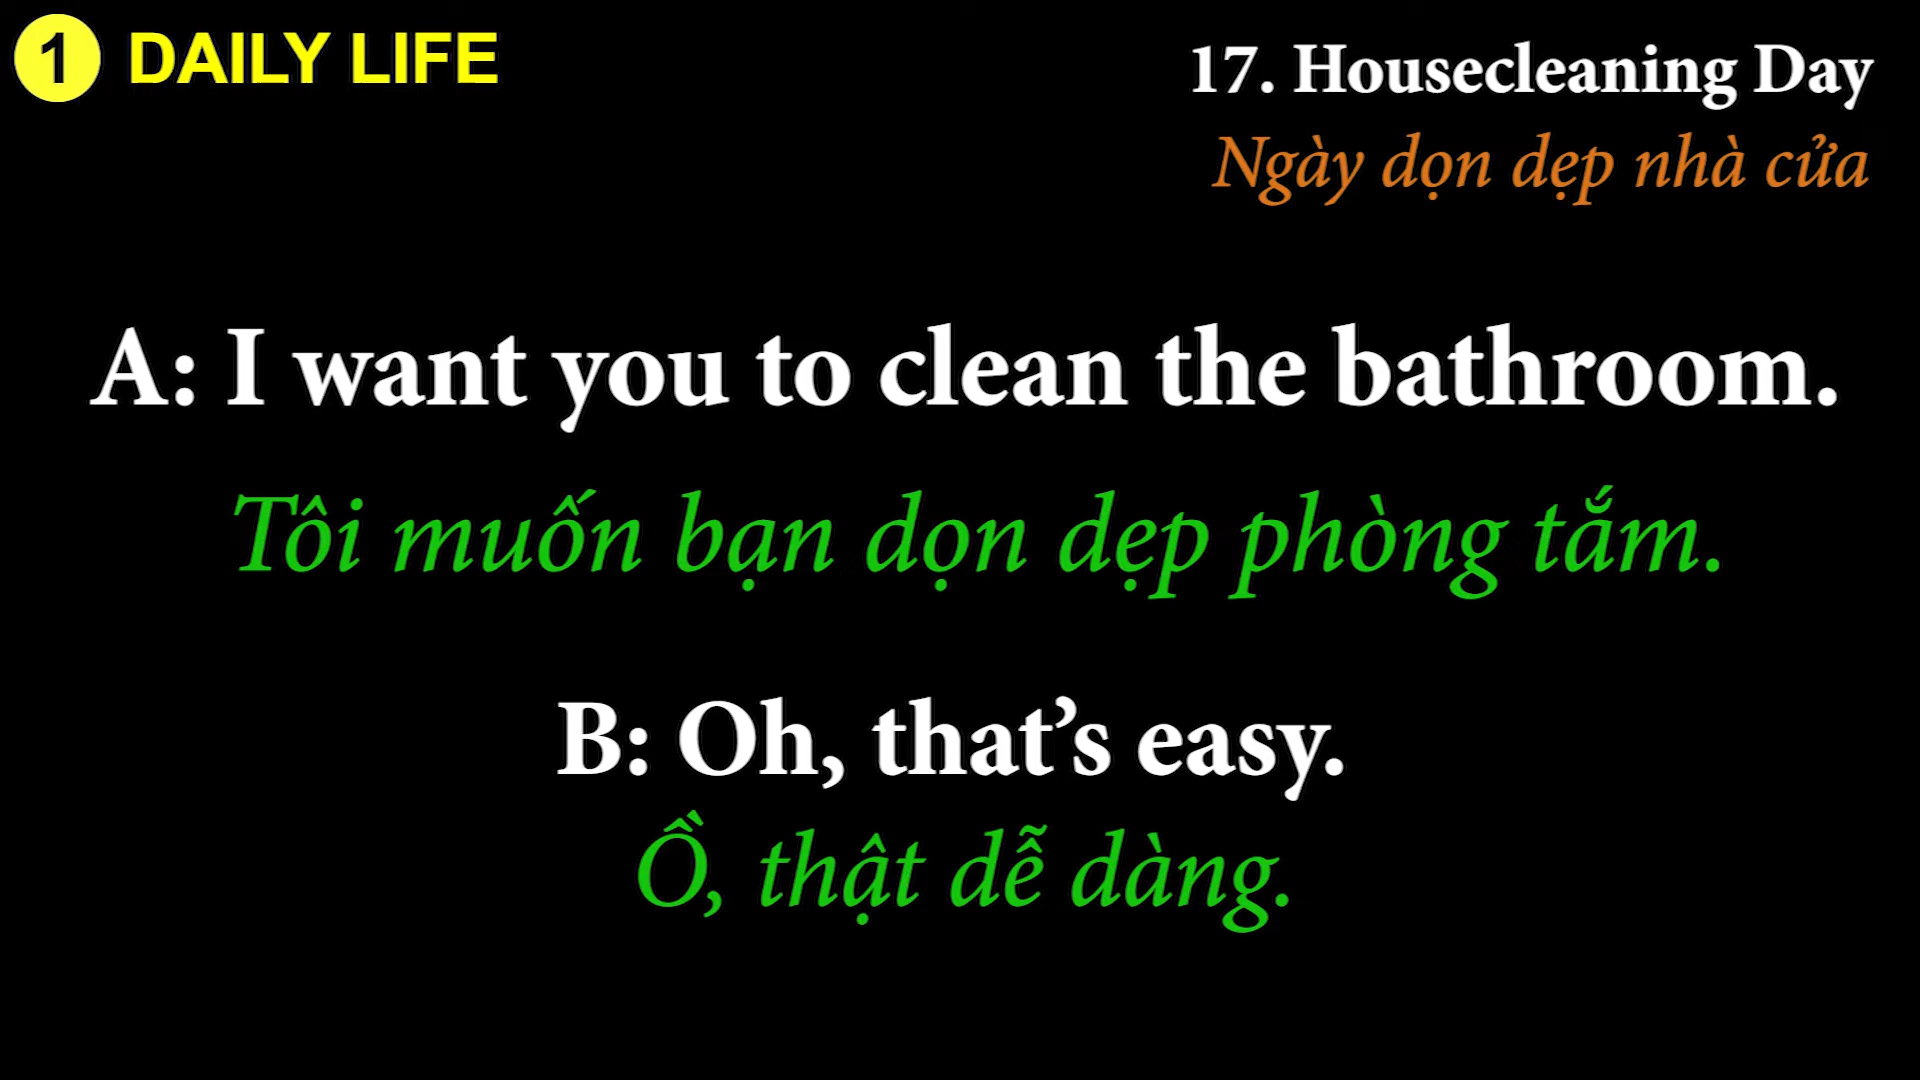 1 DAILY LIFE
17. Housecleaning Day
Ngày dọn dẹp nhà cửa
A: I want you to clean the bathroom.
Tôi muốn bạn dọn dẹp phòng tắm.
B: Oh, that’s easy.
Ồ, thật dễ dàng.